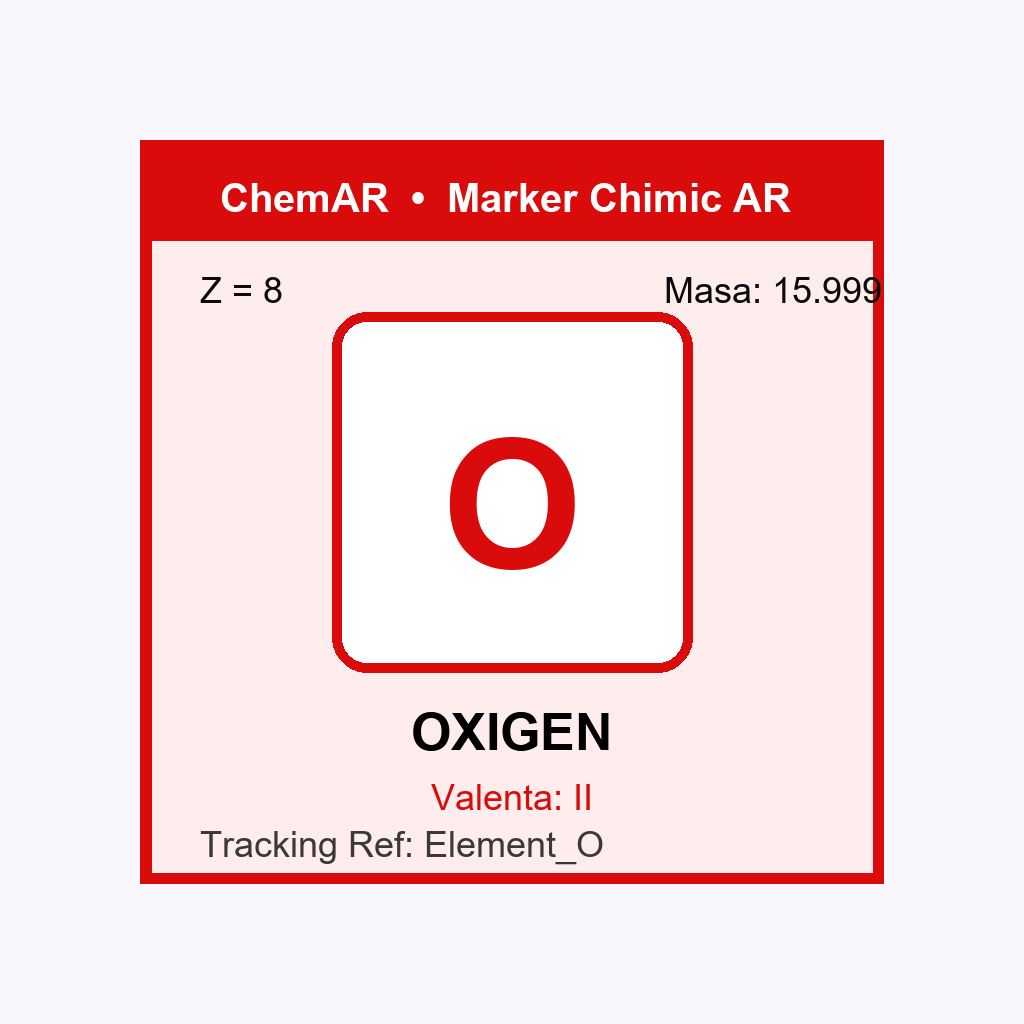 ChemAR • Marker Chimic AR
Z = 8 Masa: 15.999
O
OXIGEN
Valenta: II
Tracking Ref: Element_O